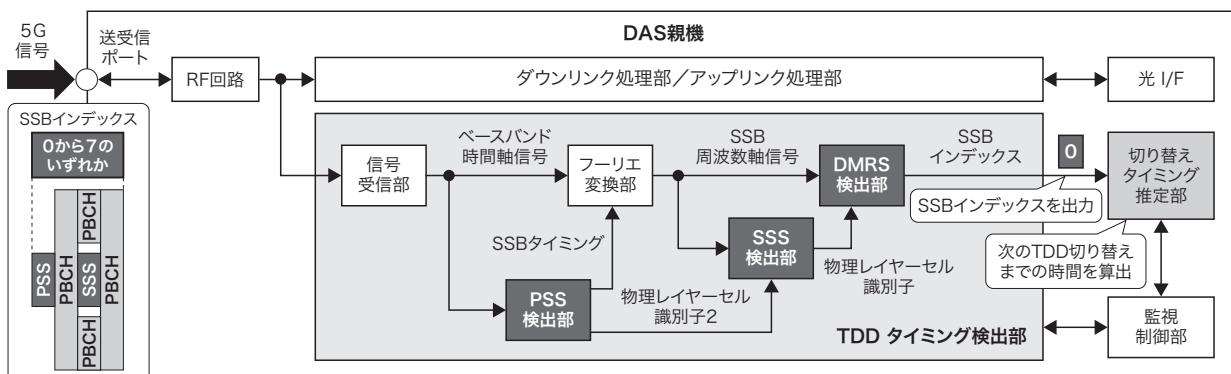 5G
信号
送受信
ポート
DAS親機
RF回路
ダウンリンク処理部／アップリンク処理部
光 I/F
SSBインデックス
0から7の
いずれか
PSS
PBCH
PBCH
SSS
PBCH
PBCH
信号
受信部
ベースバンド
時間軸信号
フーリエ
変換部
SSB
周波数軸信号
DMRS
検出部
SSB
インデックス
0
切り替え
タイミング
推定部
SSBインデックスを出力
SSBタイミング
SSS
検出部
次のTDD切り替え
までの時間を算出
PSS
検出部
物理レイヤーセル
識別子2
物理レイヤーセル
識別子
TDD タイミング検出部
監視
制御部